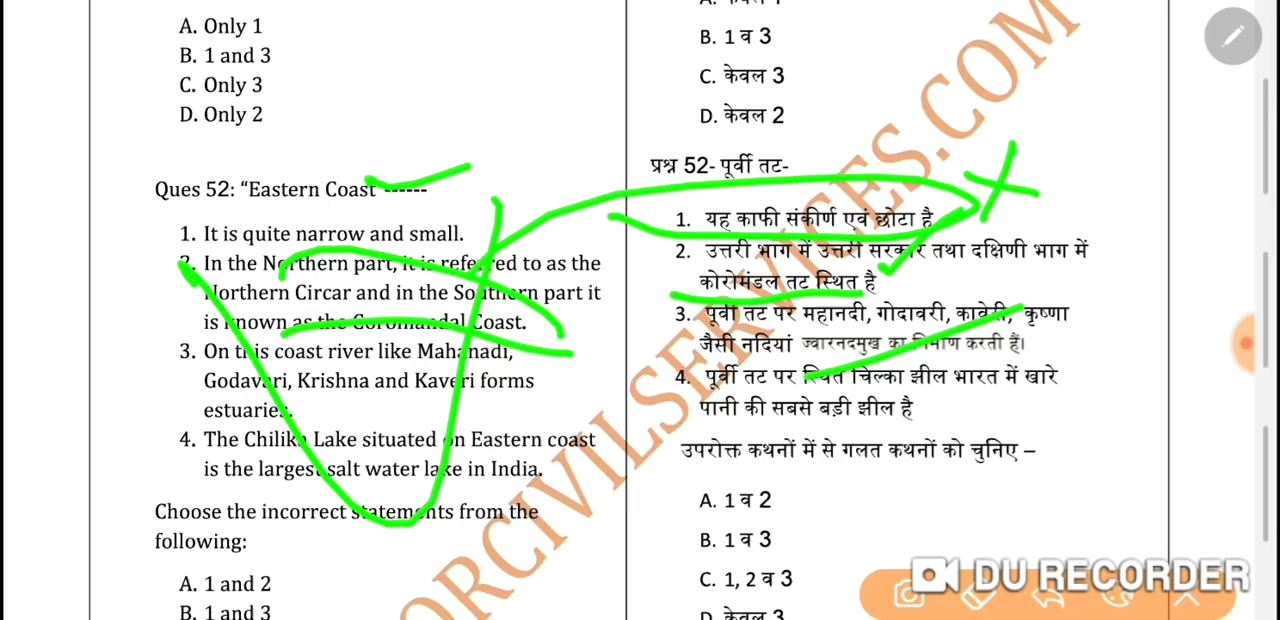 A. Only 1
B. 1 and 3
C. Only 3
D. Only 2
Ques 52: “Eastern Coast ------
1. It is quite narrow and small.
2. In the Northern part, it is referred to as the
Northern Circar and in the Southern part it
is known as the Coromandal Coast.
3. On this coast river like Mahanadi,
Godavari, Krishna and Kaveri forms
estuaries.
4. The Chilika Lake situated on Eastern coast
is the largest salt water lake in India.
Choose the incorrect statements from the
following:
A. 1 and 2
B. 1 and 3
B. 1 व 3
C. केवल 3
D. केवल 2
प्रश्न 52- पूर्वी तट-
1. यह काफी संकीर्ण एवं छोटा है
2. उत्तरी भाग में उत्तरी सरकार तथा दक्षिणी भाग में
कोरोमंडल तट स्थित है
3. पूर्वी तट पर महानदी, गोदावरी, कावेरी, कृष्णा
जैसी नदियां ज्वारनदमुख का निर्माण करती हैं।
4. पूर्वी तट पर स्थित चिल्का झील भारत में खारे
पानी की सबसे बड़ी झील है
उपरोक्त कथनों में से गलत कथनों को चुनिए –
A. 1 व 2
B. 1 व 3
C. 1, 2 व 3
D. केवल 3
ORCIVILSERVICES.COM
DU RECORDER